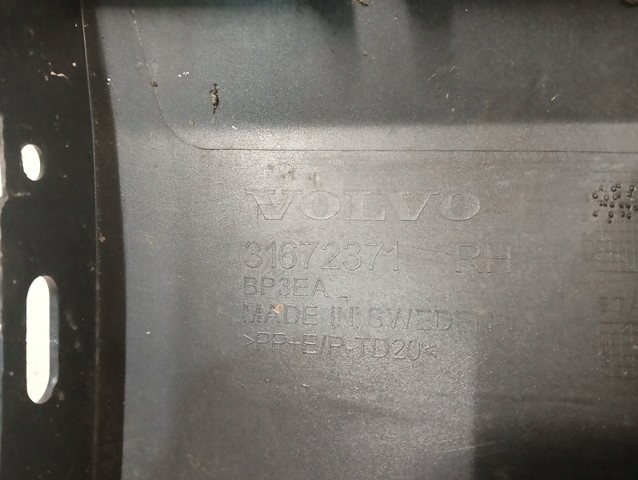 VOLVO
31672371 RH
BP3EA
MADE IN SWEDEN
>PP+E/P-TD20<